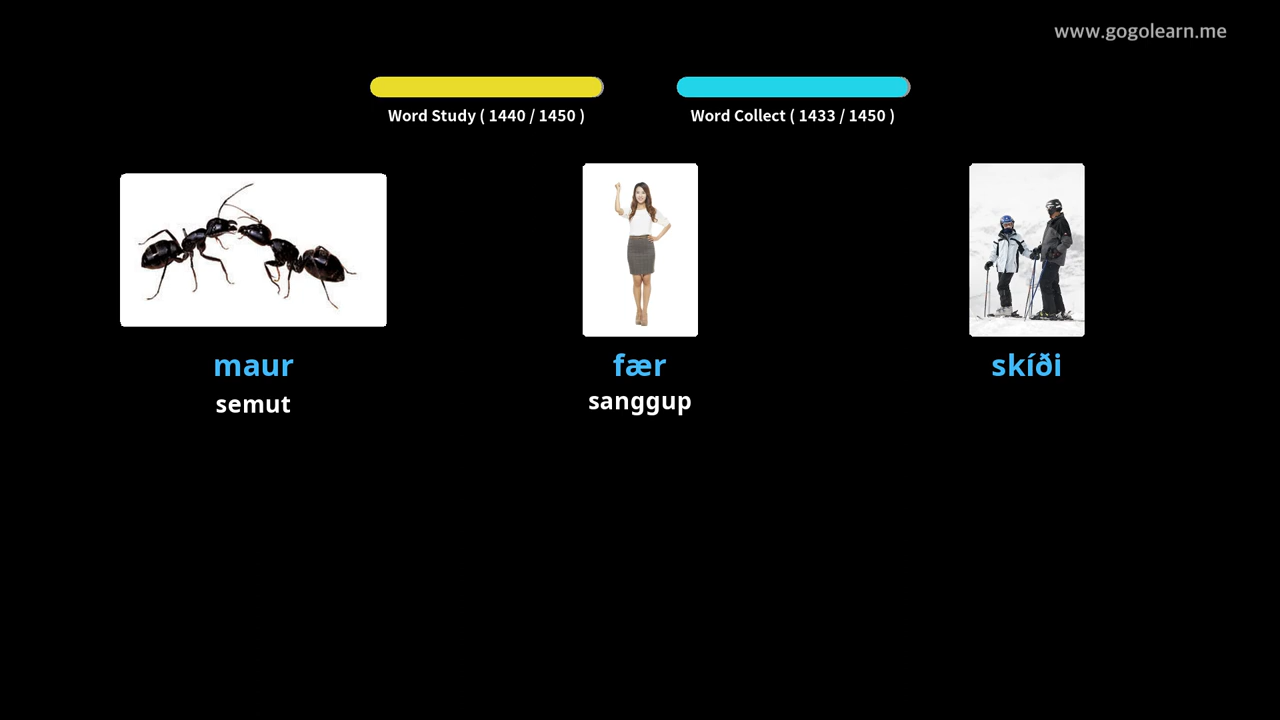 www.gogolearn.me
Word Study ( 1440 / 1450 )
Word Collect ( 1433 / 1450 )
maur
fær
skíði
semut
sanggup